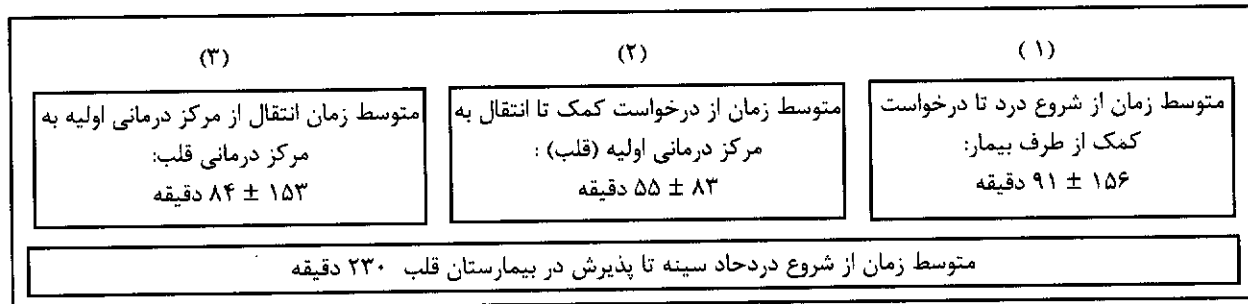 (۱)
متوسط زمان از شروع درد تا درخواست
کمک از طرف بیمار:
۱۵۶ ± ۹۱ دقیقه
(۲)
متوسط زمان از درخواست کمک تا انتقال به
مرکز درمانی اولیه (قلب) :
۸۳ ± ۵۵ دقیقه
(۳)
متوسط زمان انتقال از مرکز درمانی اولیه به
مرکز درمانی قلب:
۱۵۳ ± ۸۴ دقیقه
متوسط زمان از شروع دردحاد سینه تا پذیرش در بیمارستان قلب ۲۳۰ دقیقه